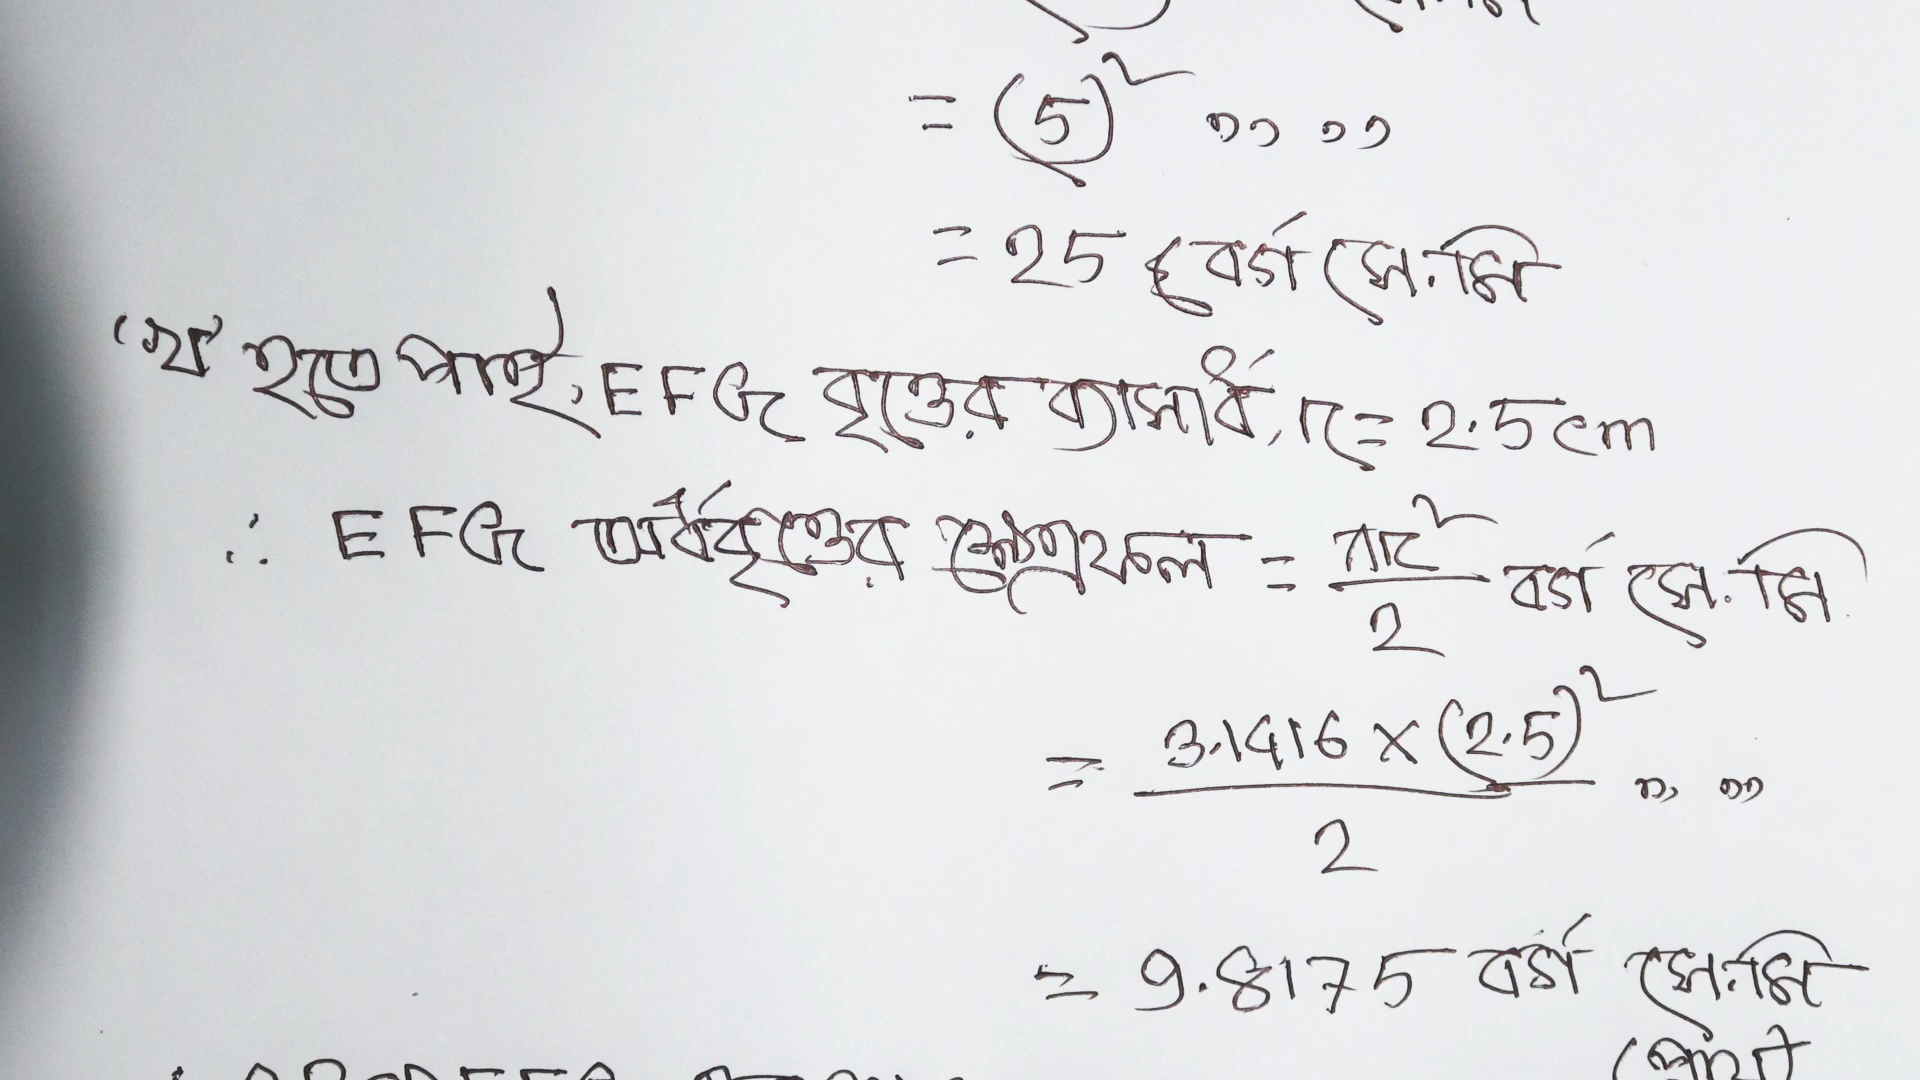 = (5)² ,, ,,
= 25 বর্গ সে.মি
'খ' হতে পাই, EFG বৃত্তের ব্যাসার্ধ, r = 2.5 cm
∴ EFG অর্ধবৃত্তের ক্ষেত্রফল = πr²/2 বর্গ সে.মি
= 3.1416 × (2.5)²/2 ,, ,,
= 9.8175 বর্গ সে.মি
(প্রায়)